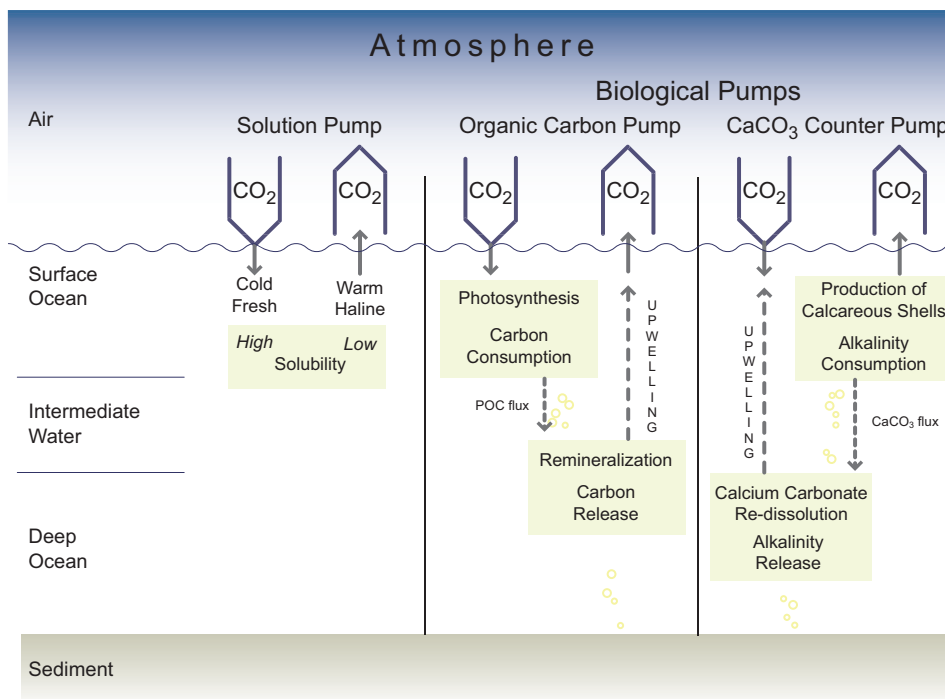 Atmosphere
Biological Pumps
Air
Solution Pump
Organic Carbon Pump
CaCO₃ Counter Pump
CO₂
CO₂
CO₂
CO₂
CO₂
CO₂
Surface
Ocean
Cold
Fresh
Warm
Haline
High
Low
Solubility
Photosynthesis
Carbon
Consumption
UPWELLING
UPWELLING
Production of
Calcareous Shells
Alkalinity
Consumption
Intermediate
Water
POC flux
CaCO₃ flux
Remineralization
Carbon
Release
Calcium Carbonate
Re-dissolution
Alkalinity
Release
Deep
Ocean
Sediment